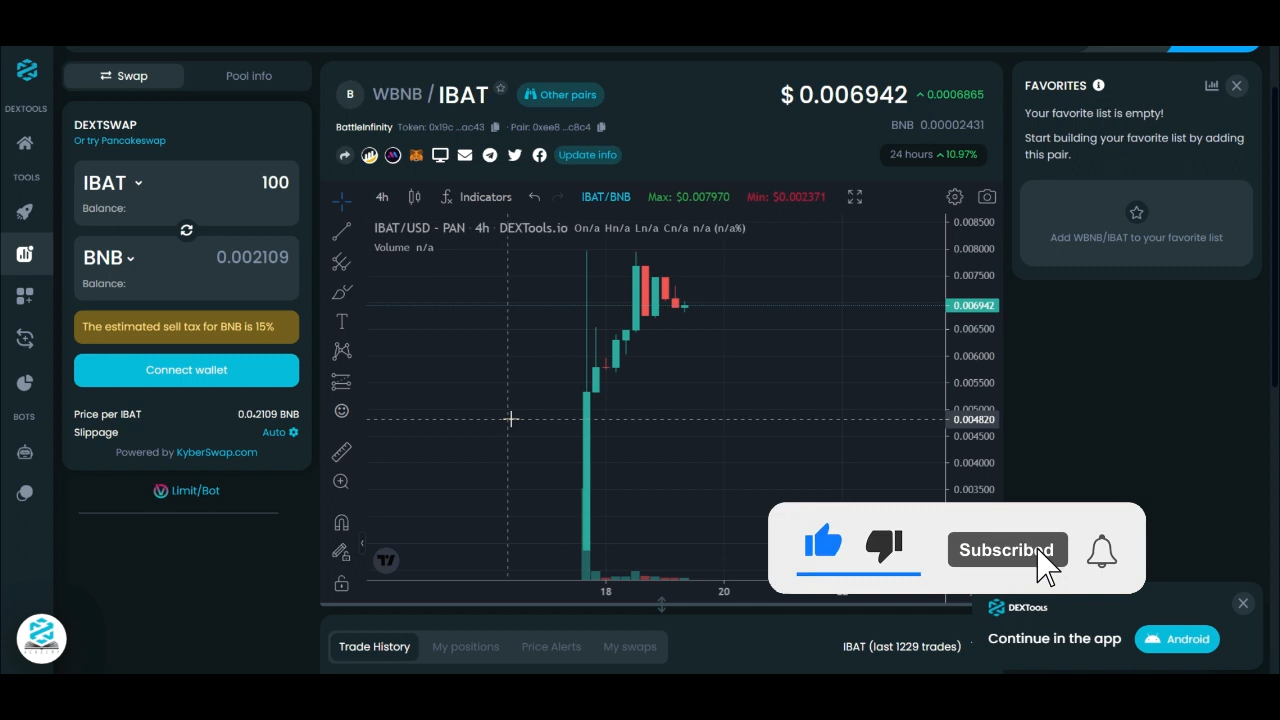 DEXTOOLS
TOOLS
BOTS
Swap
Pool info
DEXTSWAP
Or try Pancakeswap
IBAT
100
Balance:
BNB
0.002109
Balance:
The estimated sell tax for BNB is 15%
Connect wallet
Price per IBAT
0.0₄2109 BNB
Slippage
Auto
Powered by KyberSwap.com
Limit/Bot
B
WBNB / IBAT
Other pairs
$ 0.006942
0.0006865
BattleInfinity Token: 0x19c ...ac43 · Pair: 0xee8 ...c8c4
BNB 0.00002431
Update info
24 hours 10.97%
4h
Indicators
IBAT/BNB
Max: $0.007970
Min: $0.002371
IBAT/USD - PAN · 4h · DEXTools.io On/a Hn/a Ln/a Cn/a n/a (n/a%)
Volume n/a
0.008500
0.008000
0.007500
0.006942
0.006500
0.006000
0.005500
0.005000
0.004820
0.004500
0.004000
0.003500
18
20
FAVORITES
Your favorite list is empty!
Start building your favorite list by adding
this pair.
Add WBNB/IBAT to your favorite list
Subscribed
DEXTools
Continue in the app
Android
Trade History
My positions
Price Alerts
My swaps
IBAT (last 1229 trades)